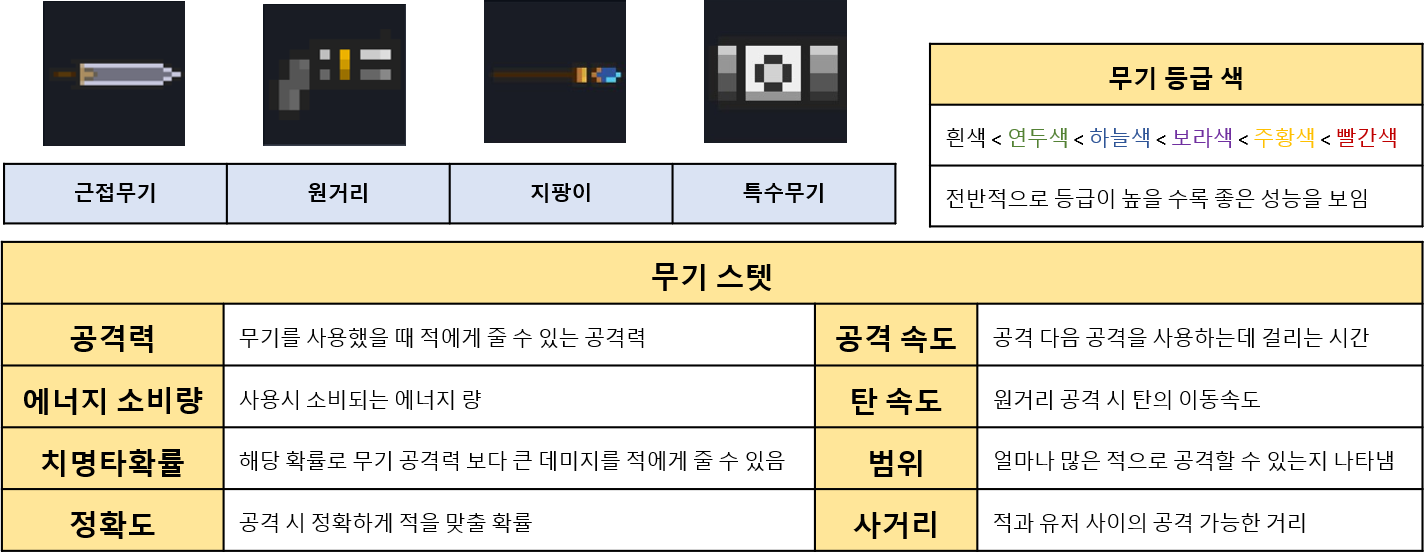 근접무기
원거리
지팡이
특수무기
무기 등급 색
흰색 < 연두색 < 하늘색 < 보라색 < 주황색 < 빨간색
전반적으로 등급이 높을 수록 좋은 성능을 보임
무기 스텟
공격력
무기를 사용했을 때 적에게 줄 수 있는 공격력
공격 속도
공격 다음 공격을 사용하는데 걸리는 시간
에너지 소비량
사용시 소비되는 에너지 량
탄 속도
원거리 공격 시 탄의 이동속도
치명타확률
해당 확률로 무기 공격력 보다 큰 데미지를 적에게 줄 수 있음
범위
얼마나 많은 적으로 공격할 수 있는지 나타냄
정확도
공격 시 정확하게 적을 맞출 확률
사거리
적과 유저 사이의 공격 가능한 거리